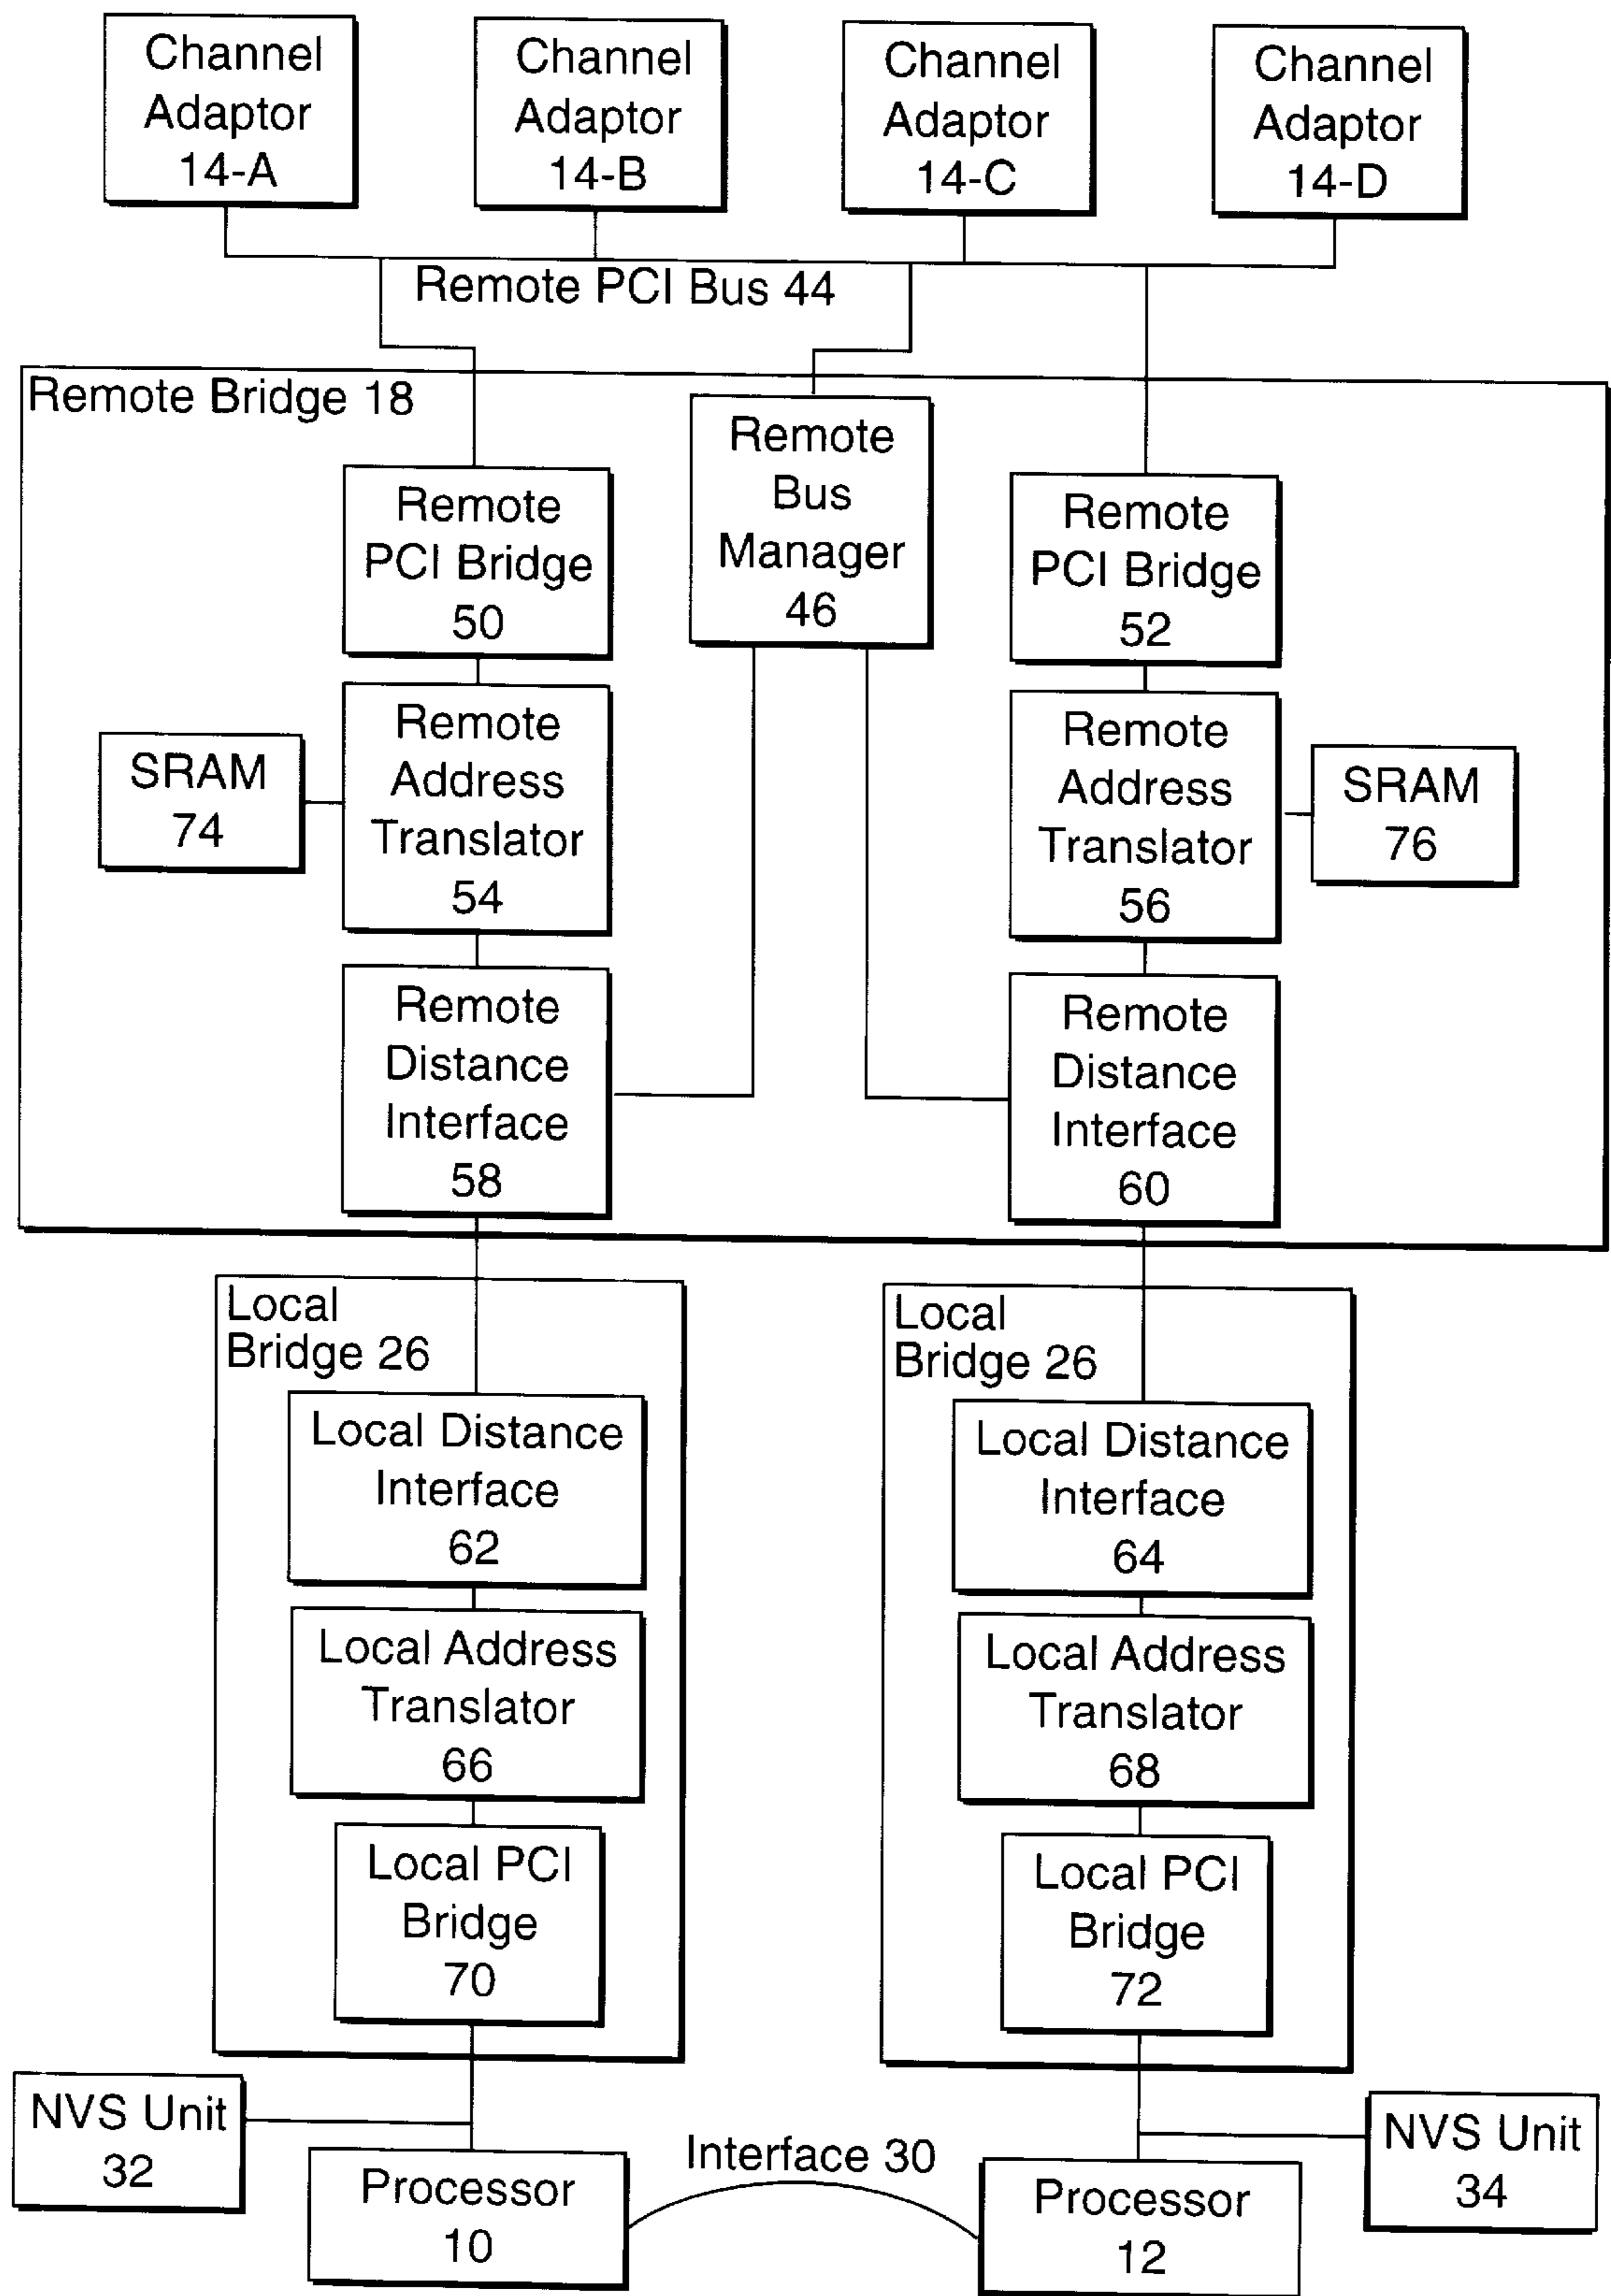 Channel
Adaptor
14-A
Channel
Adaptor
14-B
Channel
Adaptor
14-C
Channel
Adaptor
14-D
Remote PCI Bus 44
Remote Bridge 18
Remote
Bus
Manager
46
Remote
PCI Bridge
50
Remote
PCI Bridge
52
SRAM
74
Remote
Address
Translator
54
Remote
Address
Translator
56
SRAM
76
Remote
Distance
Interface
58
Remote
Distance
Interface
60
Local
Bridge 26
Local
Bridge 26
Local Distance
Interface
62
Local Distance
Interface
64
Local Address
Translator
66
Local Address
Translator
68
Local PCI
Bridge
70
Local PCI
Bridge
72
NVS Unit
32
Processor
10
Interface 30
Processor
12
NVS Unit
34